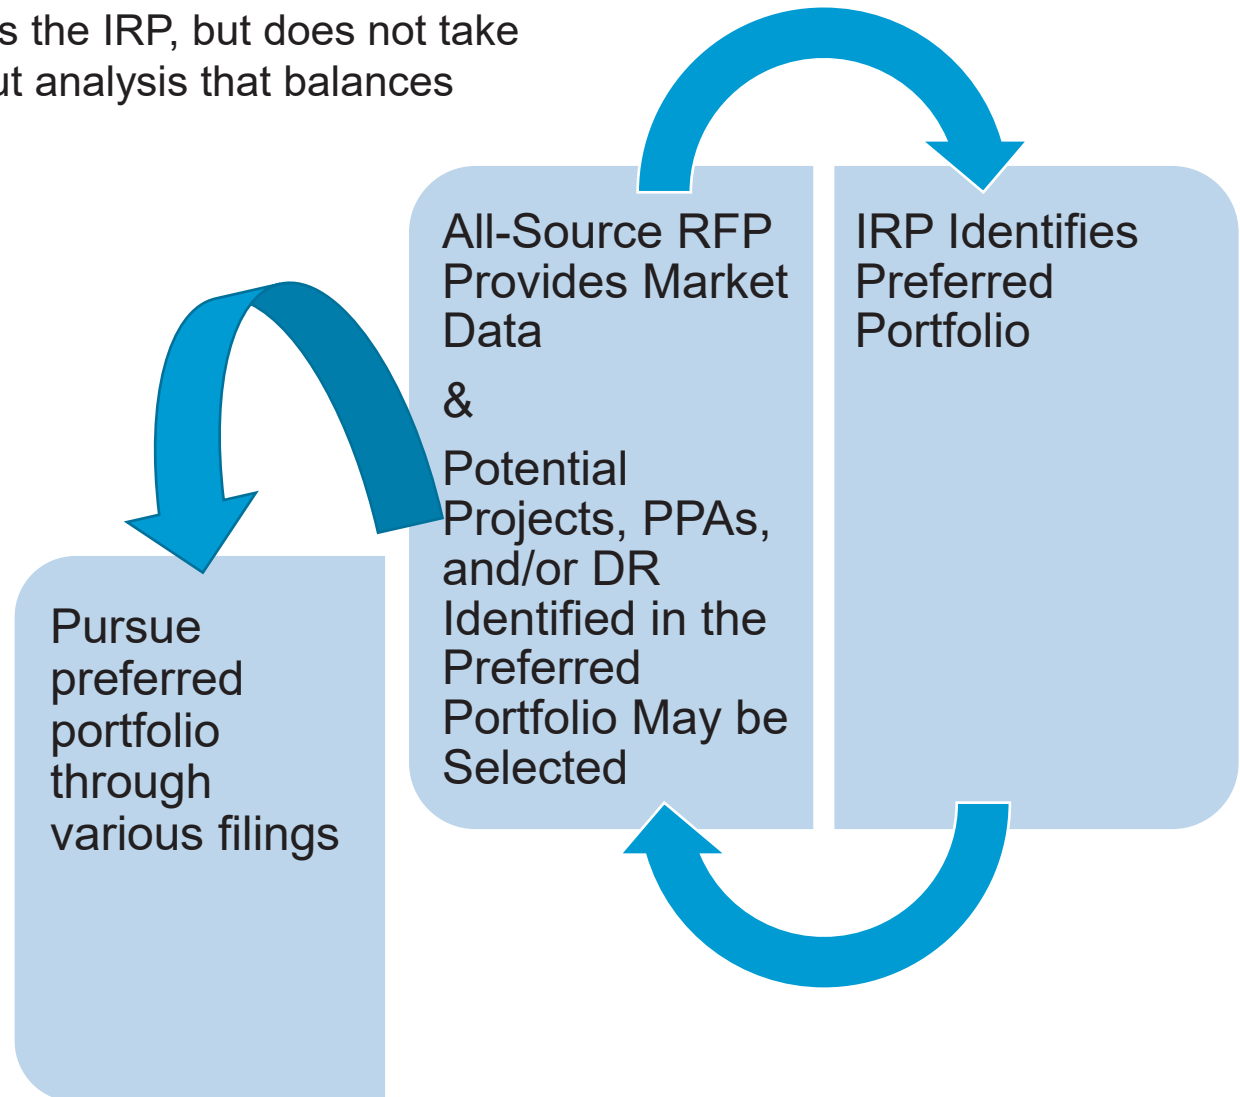 s the IRP, but does not take
ut analysis that balances
All-Source RFP
Provides Market
Data
&
Potential
Projects, PPAs,
and/or DR
Identified in the
Preferred
Portfolio May be
Selected
IRP Identifies
Preferred
Portfolio
Pursue
preferred
portfolio
through
various filings